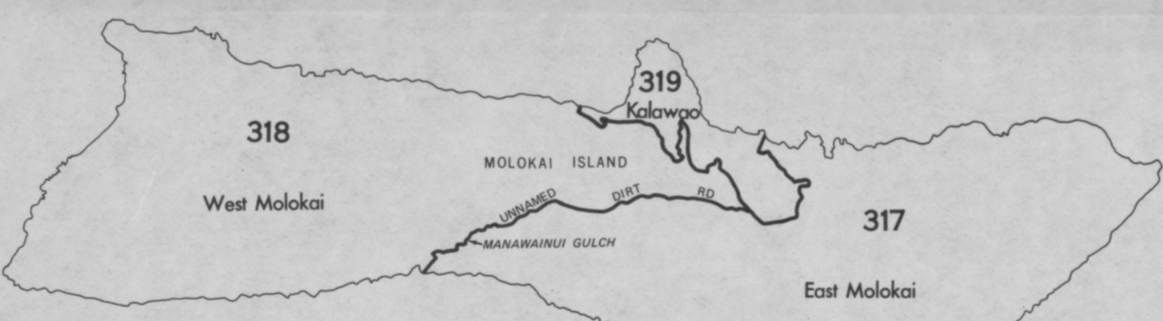 319
Kalawao
318
MOLOKAI ISLAND
West Molokai
UNNAMED DIRT RD
317
MANAWAINUI GULCH
East Molokai